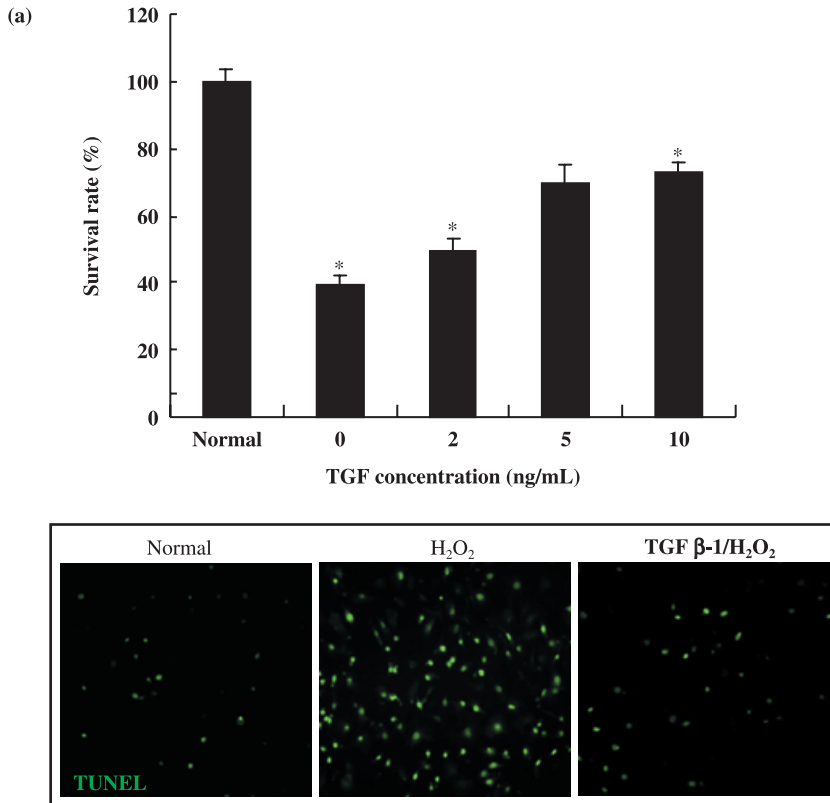 (a)
120
100
80
60
40
20
0
Survival rate (%)
*
*
*
Normal 0 2 5 10
TGF concentration (ng/mL)
Normal H₂O₂ TGF β-1/H₂O₂
TUNEL